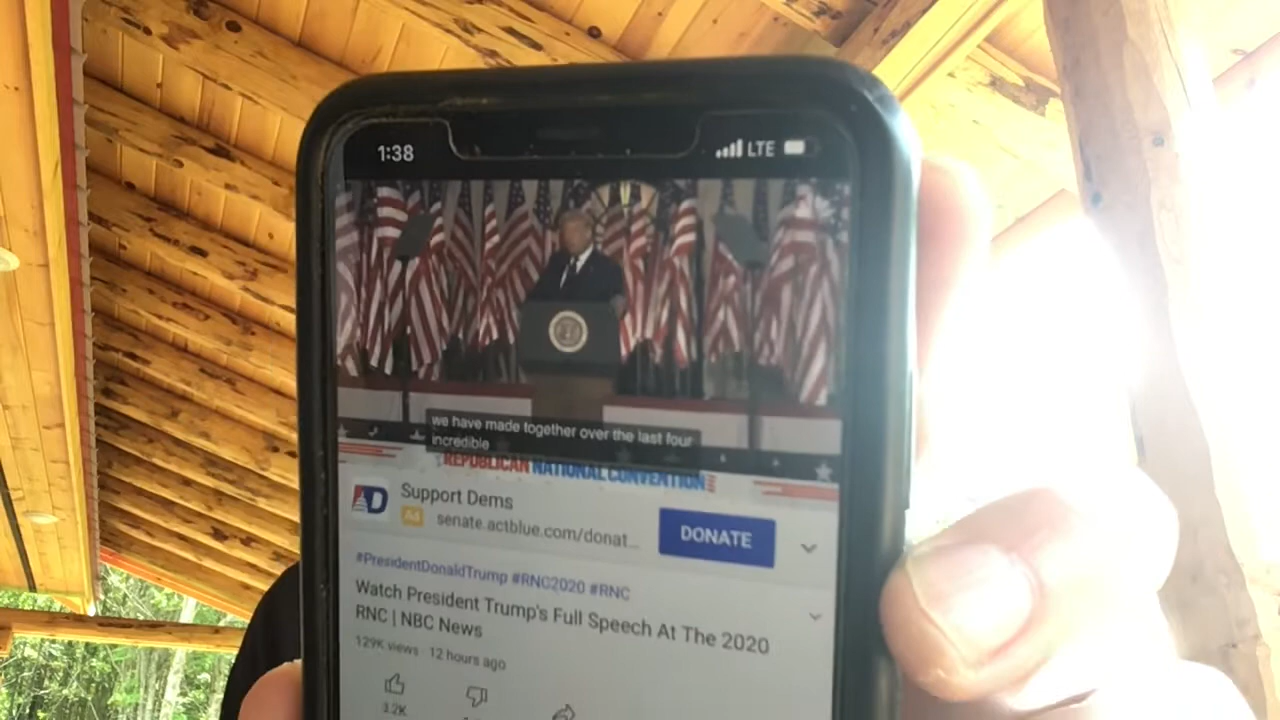 1:38
LTE
we have made together over the last four
incredible
REPUBLICAN NATIONAL CONVENTION
Support Dems
Ad senate.actblue.com/donat...
DONATE
#PresidentDonaldTrump #RNC2020 #RNC
Watch President Trump's Full Speech At The 2020
RNC | NBC News
129K views · 12 hours ago
3.2K